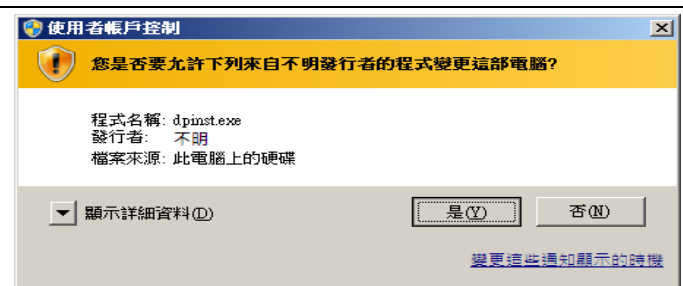 使用者帳戶控制
您是否要允許下列來自不明發行者的程式變更這部電腦?
程式名稱: dpinst.exe
發行者: 不明
檔案來源: 此電腦上的硬碟
顯示詳細資料(D)
是(Y)
否(N)
變更這些通知顯示的時機